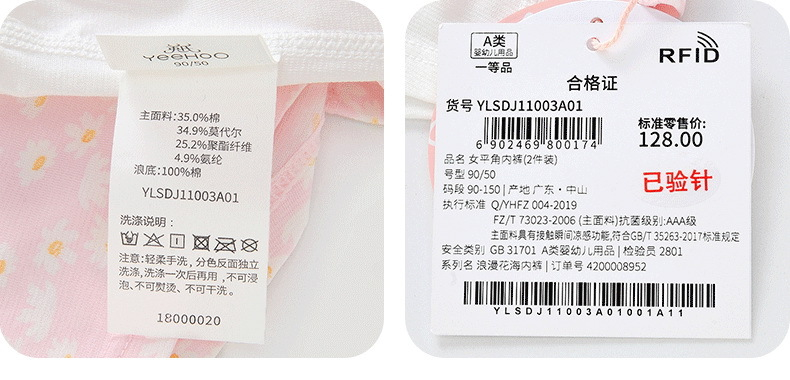 英氏
YeeHoO
90/50
主面料:35.0%棉
34.9%莫代尔
25.2%聚酯纤维
4.9%氨纶
浪底:100%棉
YLSDJ11003A01
洗涤说明:
注意:轻柔手洗,分色反面独立
洗涤,洗涤一次后再用,不可浸
泡、不可熨烫、不可干洗。
18000020
A类
婴幼儿用品
一等品
RFID
合格证
货号 YLSDJ11003A01
6902469800174
标准零售价:
128.00
品名 女平角内裤(2件装)
号型 90/50
码段 90-150 | 产地 广东·中山
已验针
执行标准 Q/YHFZ 004-2019
FZ/T 73023-2006 (主面料)抗菌级别:AAA级
主面料具有接触瞬间凉感功能,符合GB/T 35263-2017标准规定
安全类别 GB 31701 A类婴幼儿用品 | 检验员 2801
系列名 浪漫花海内裤 | 订单号 4200008952
YLSDJ11003A01001A11